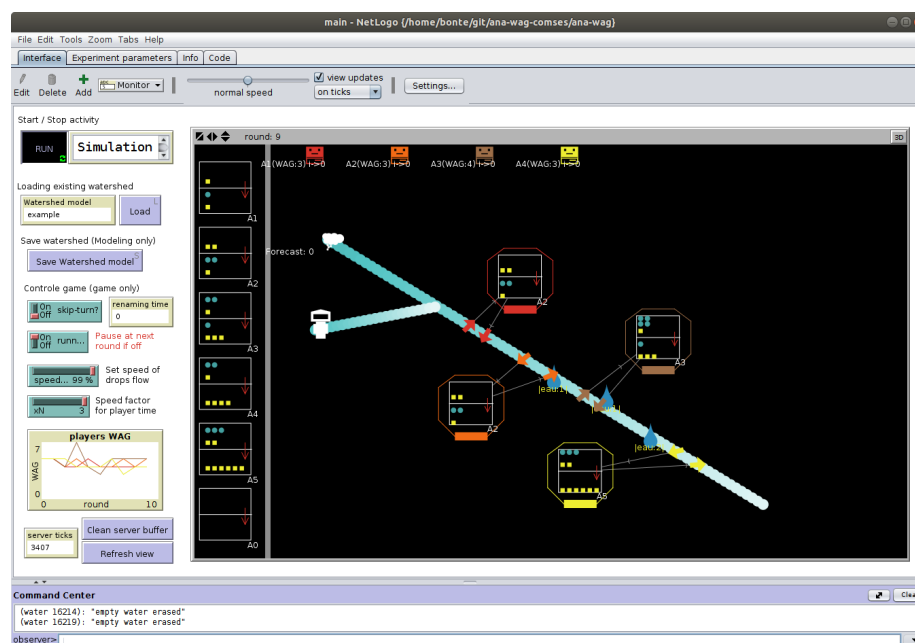 main - NetLogo {/home/bonte/git/ana-wag-comses/ana-wag}
File Edit Tools Zoom Tabs Help
Interface Experiment parameters Info Code
Edit Delete Add
Monitor
normal speed
view updates
on ticks
Settings...
Start / Stop activity
RUN
Simulation
Loading existing watershed
Watershed model
example
Load
L
Save watershed (Modeling only)
Save Watershed model
S
Controle game (game only)
On
Off
skip-turn?
renaming time
0
On
Off
runn...
Pause at next
round if off
speed... 99 %
Set speed of
drops flow
xN 3
Speed factor
for player time
players WAG
7
WAG
0
0 round 10
server ticks
3407
Clean server buffer
Refresh view
round: 9
3D
A1(WAG:3) i->0
A2(WAG:3) i->0
A3(WAG:4) i->0
A4(WAG:3) i->0
A1
A2
A3
A4
A5
A0
Forecast: 0
A2
A3
A2
A5
Command Center
Clea
(water 16214): "empty water erased"
(water 16219): "empty water erased"
observer>